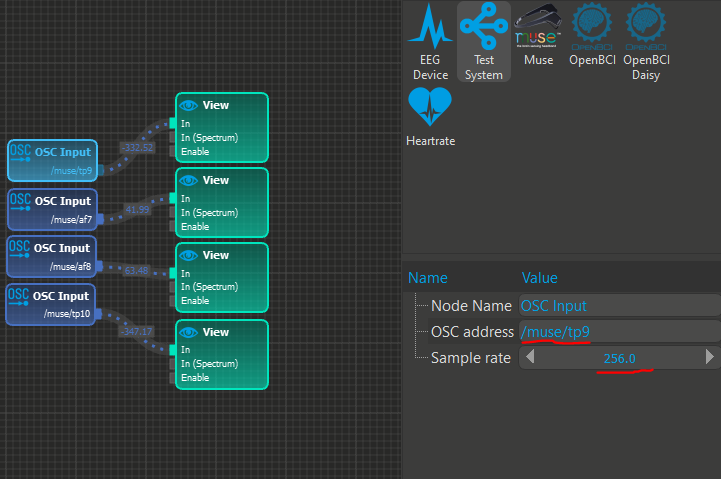 OSC
OSC Input
/muse/tp9
OSC
OSC Input
/muse/af7
OSC
OSC Input
/muse/af8
OSC
OSC Input
/muse/tp10
-332.52
41.99
63.48
-347.17
View
In
In (Spectrum)
Enable
View
In
In (Spectrum)
Enable
View
In
In (Spectrum)
Enable
View
In
In (Spectrum)
Enable
EEG
Device
Test
System
muse
Muse
OPENBCI
OpenBCI
OPENBCI
OpenBCI
Daisy
Heartrate
Name Value
Node Name OSC Input
OSC address /muse/tp9
Sample rate 256.0